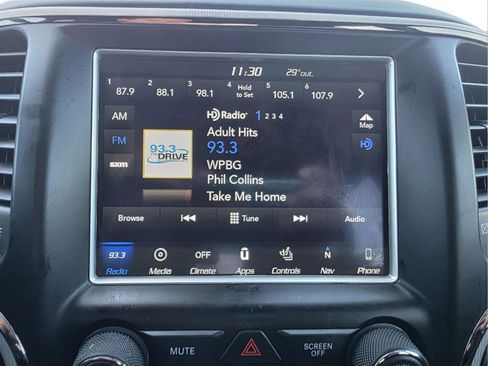 11:30 29°out.
1 87.9 2 88.1 3 98.1 4 Hold to Set 5 105.1 6 107.9
AM
HD Radio 1 2 3 4
Map
Adult Hits
FM
93.3
HD
93.3
DRIVE
WPBG
sxm
Phil Collins
Take Me Home
Browse Tune Audio
93.3 OFF N
Radio Media Climate Apps Controls Nav Phone
MUTE SCREEN OFF